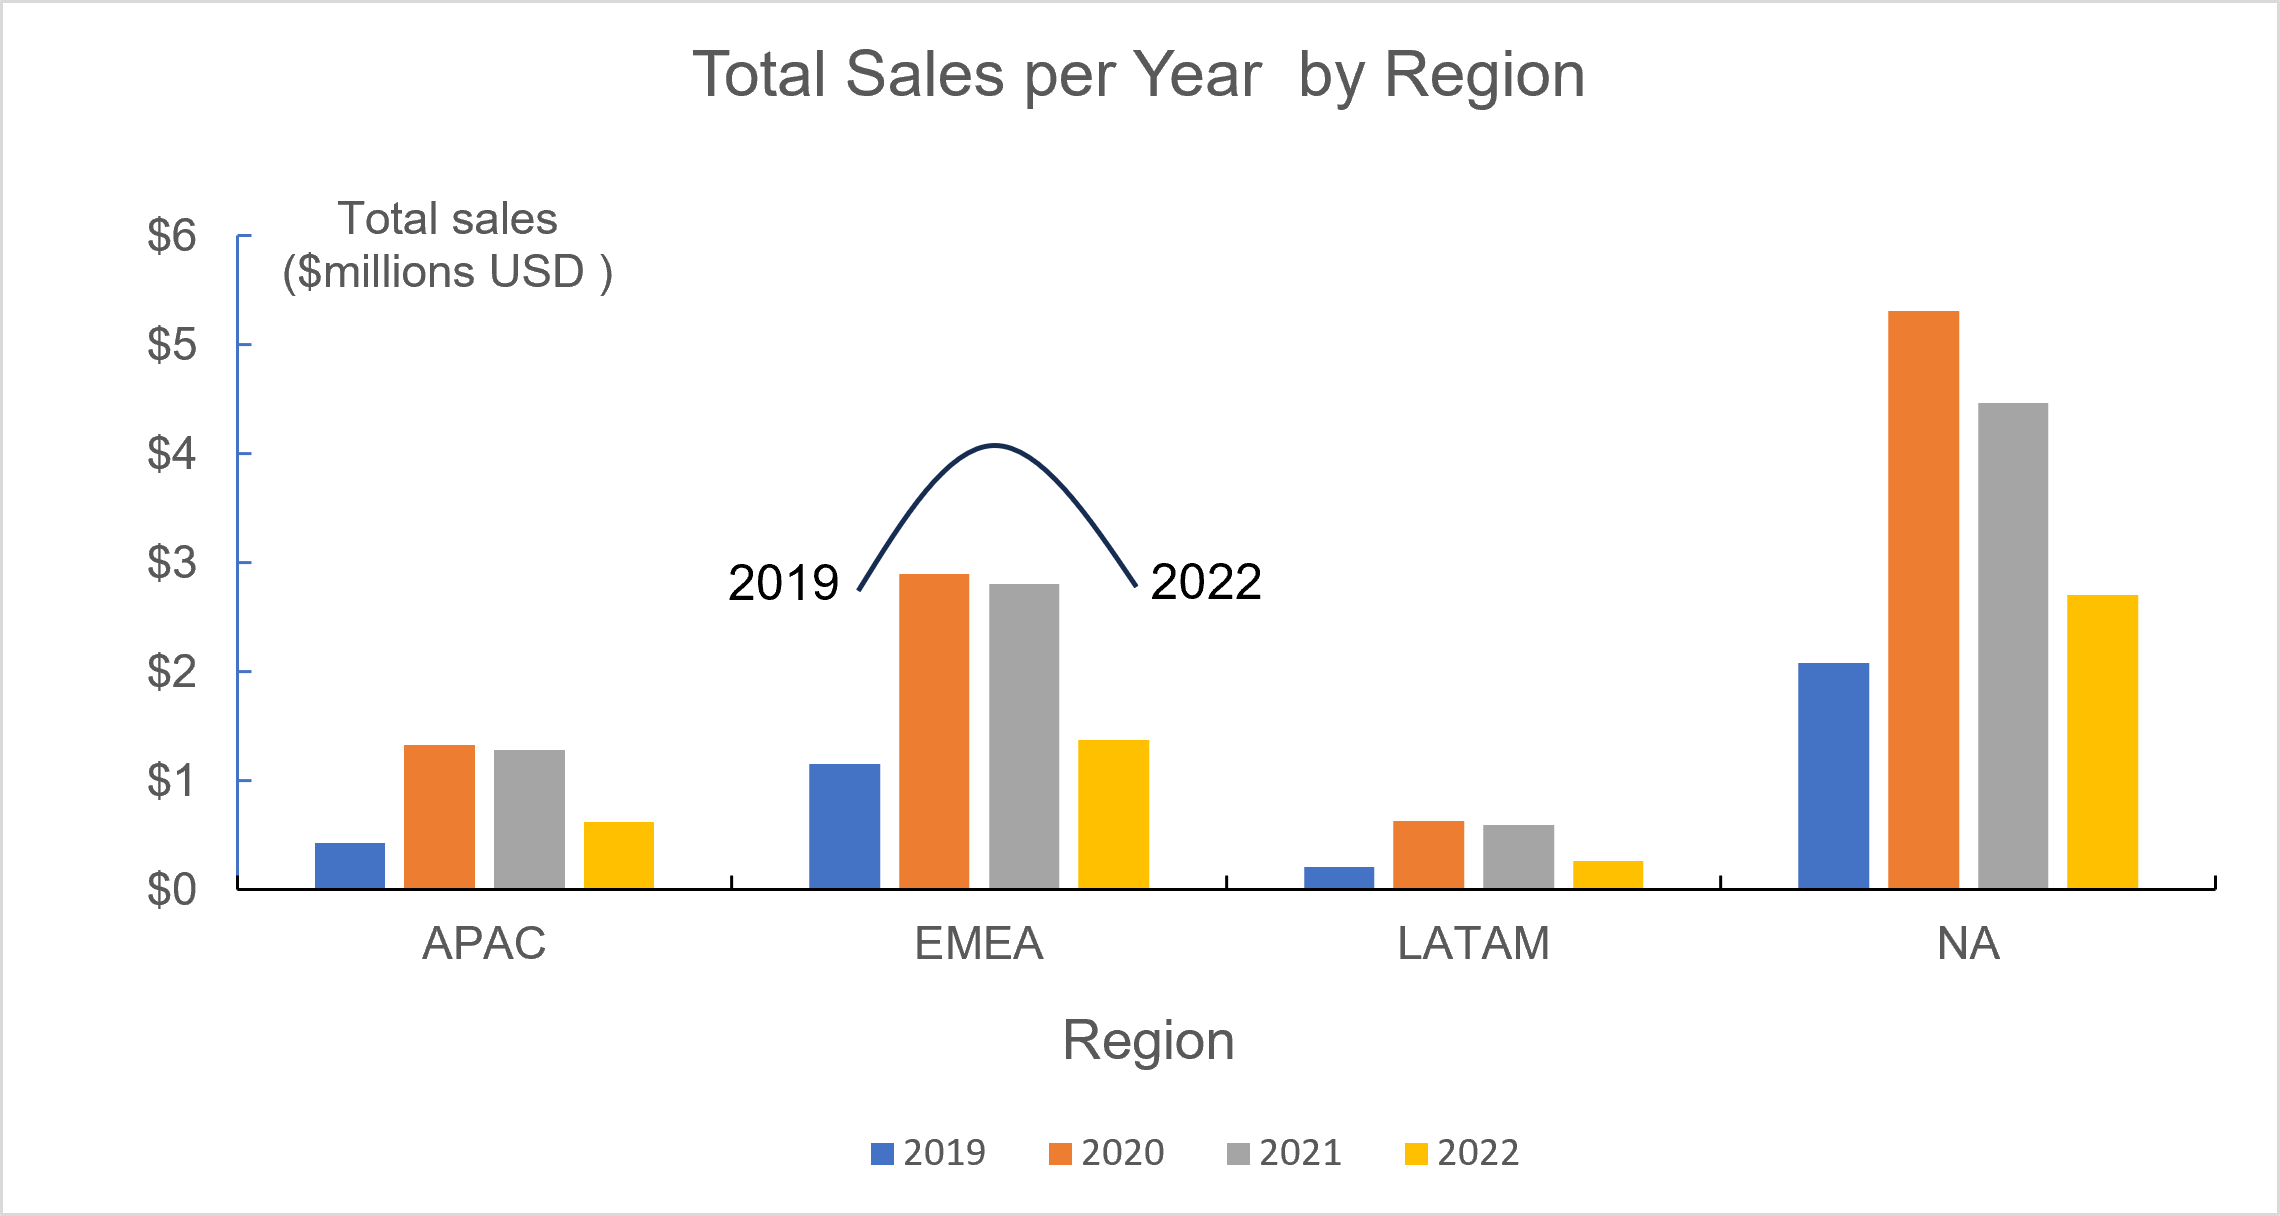 Total Sales per Year  by Region
Total sales
($millions USD )
$6
$5
$4
$3
$2
$1
$0
2019
2022
APAC
EMEA
LATAM
NA
Region
2019
2020
2021
2022